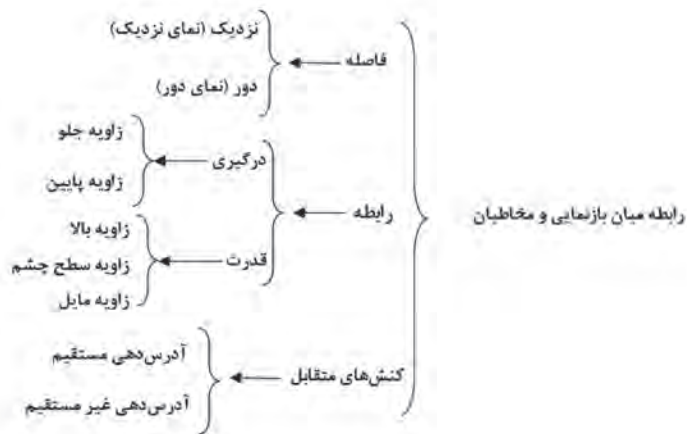 رابطه میان بازنمایی و مخاطبان
فاصله
نزدیک (نمای نزدیک)
دور (نمای دور)
رابطه
درگیری
زاویه جلو
زاویه پایین
قدرت
زاویه بالا
زاویه سطح چشم
زاویه مایل
کنش‌های متقابل
آدرس‌دهی مستقیم
آدرس‌دهی غیر مستقیم